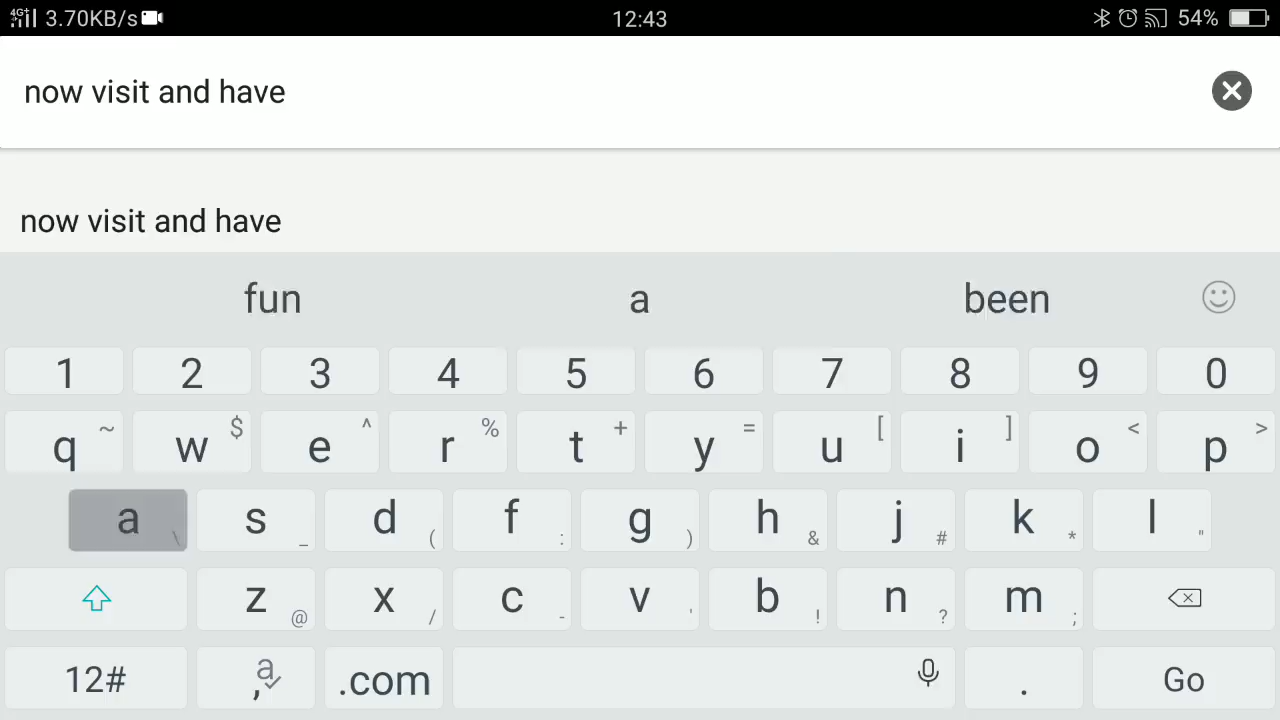 4G+ 3.70KB/s 12:43 54%
now visit and have
now visit and have
fun a been
1 2 3 4 5 6 7 8 9 0
q ~ w $ e ^ r % t + y = u [ i ] o < p >
a \ s _ d ( f : g ) h & j # k * l "
z @ x / c - v ' b ! n ? m ;
12# , a .com . Go